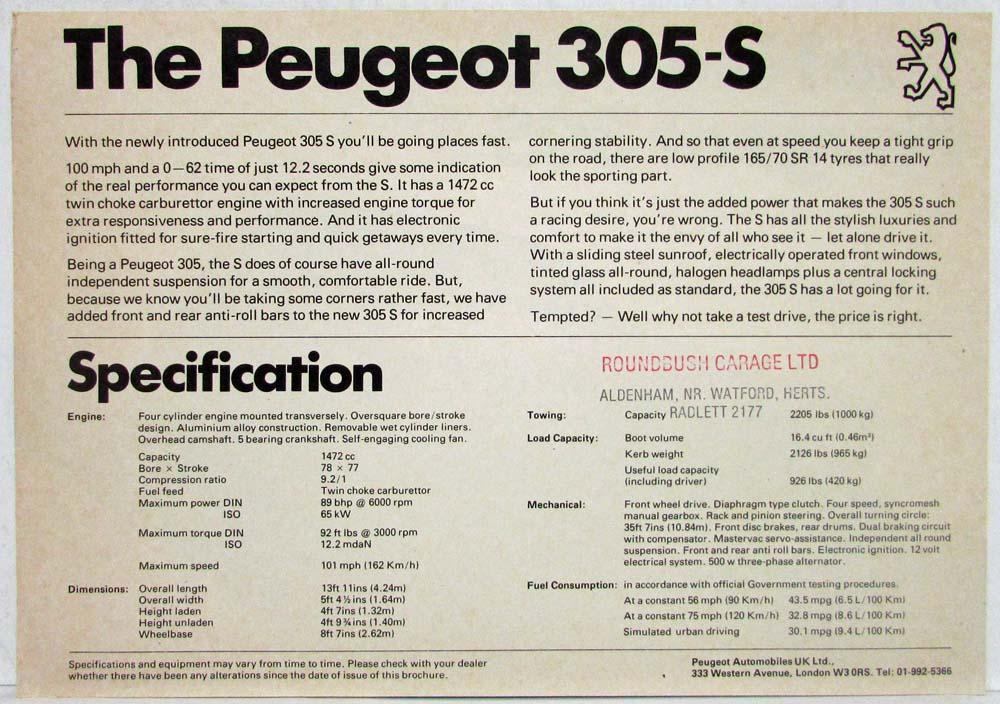 The Peugeot 305-S
With the newly introduced Peugeot 305 S you'll be going places fast.
100 mph and a 0—62 time of just 12.2 seconds give some indication
of the real performance you can expect from the S. It has a 1472 cc
twin choke carburettor engine with increased engine torque for
extra responsiveness and performance. And it has electronic
ignition fitted for sure-fire starting and quick getaways every time.
Being a Peugeot 305, the S does of course have all-round
independent suspension for a smooth, comfortable ride. But,
because we know you'll be taking some corners rather fast, we have
added front and rear anti-roll bars to the new 305 S for increased
cornering stability. And so that even at speed you keep a tight grip
on the road, there are low profile 165/70 SR 14 tyres that really
look the sporting part.
But if you think it's just the added power that makes the 305 S such
a racing desire, you're wrong. The S has all the stylish luxuries and
comfort to make it the envy of all who see it — let alone drive it.
With a sliding steel sunroof, electrically operated front windows,
tinted glass all-round, halogen headlamps plus a central locking
system all included as standard, the 305 S has a lot going for it.
Tempted? — Well why not take a test drive, the price is right.
Specification
Engine: Four cylinder engine mounted transversely. Oversquare bore/stroke
design. Aluminium alloy construction. Removable wet cylinder liners.
Overhead camshaft. 5 bearing crankshaft. Self-engaging cooling fan.
Capacity 1472 cc
Bore × Stroke 78 × 77
Compression ratio 9.2/1
Fuel feed Twin choke carburettor
Maximum power DIN 89 bhp @ 6000 rpm
ISO 65 kW
Maximum torque DIN 92 ft lbs @ 3000 rpm
ISO 12.2 mdaN
Maximum speed 101 mph (162 Km/h)
Dimensions: Overall length 13ft 11ins (4.24m)
Overall width 5ft 4½ins (1.64m)
Height laden 4ft 7ins (1.32m)
Height unladen 4ft 9¾ins (1.40m)
Wheelbase 8ft 7ins (2.62m)
ROUNDBUSH GARAGE LTD
ALDENHAM, NR. WATFORD, HERTS.
RADLETT 2177
Towing: Capacity 2205 lbs (1000 kg)
Load Capacity: Boot volume 16.4 cu ft (0.46m³)
Kerb weight 2126 lbs (965 kg)
Useful load capacity
(including driver) 926 lbs (420 kg)
Mechanical: Front wheel drive. Diaphragm type clutch. Four speed, syncromesh
manual gearbox. Rack and pinion steering. Overall turning circle:
35ft 7ins (10.84m). Front disc brakes, rear drums. Dual braking circuit
with compensator. Mastervac servo-assistance. Independent all round
suspension. Front and rear anti roll bars. Electronic ignition. 12 volt
electrical system. 500 w three-phase alternator.
Fuel Consumption: in accordance with official Government testing procedures.
At a constant 56 mph (90 Km/h) 43.5 mpg (6.5 L/100 Km)
At a constant 75 mph (120 Km/h) 32.8 mpg (8.6 L/100 Km)
Simulated urban driving 30.1 mpg (9.4 L/100 Km)
Specifications and equipment may vary from time to time. Please check with your dealer
whether there have been any alterations since the date of issue of this brochure.
Peugeot Automobiles UK Ltd.,
333 Western Avenue, London W3 0RS. Tel: 01-992-5366